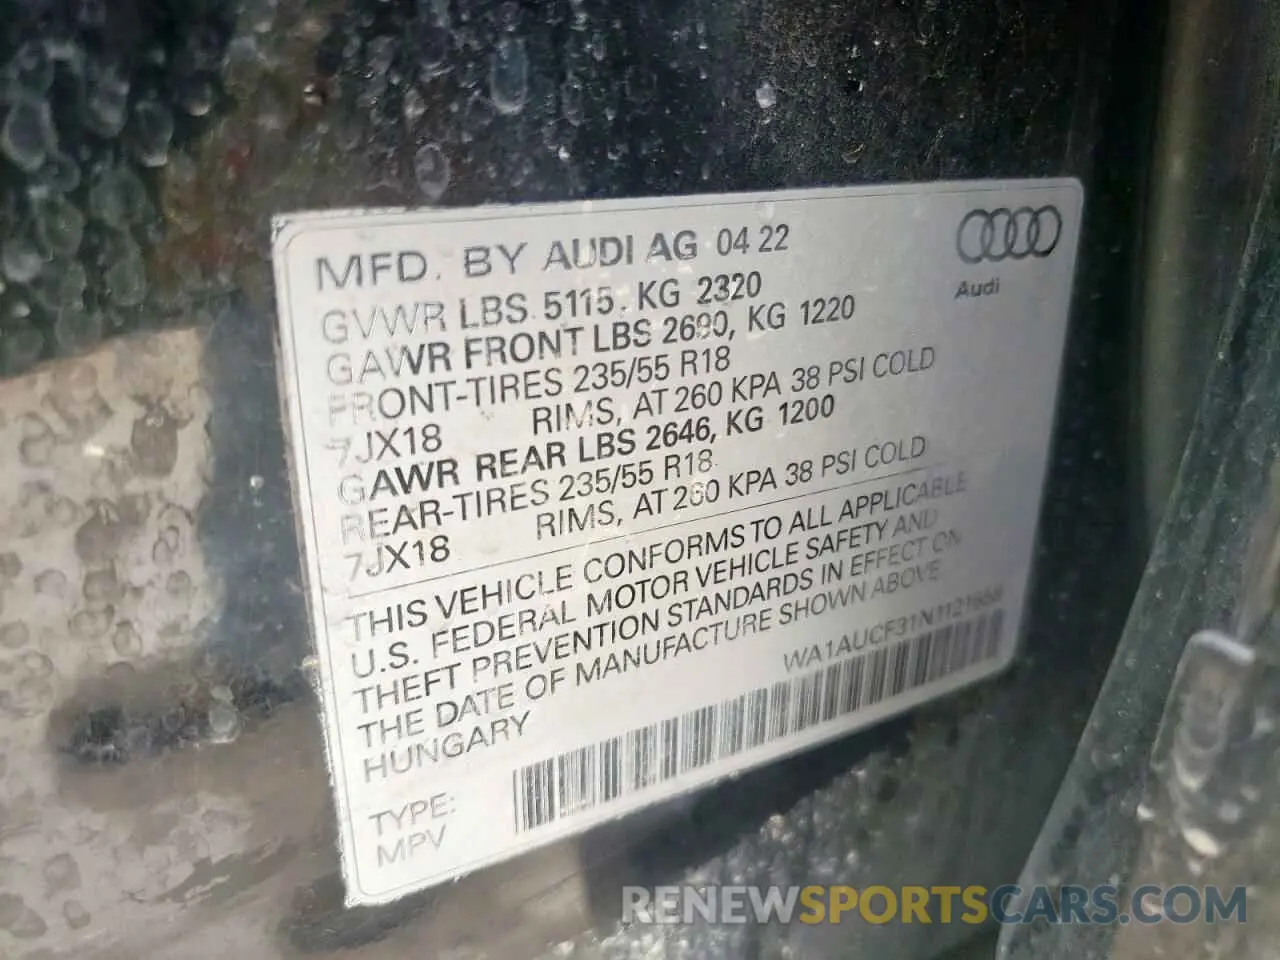 MFD. BY AUDI AG 04 22
Audi
GVWR LBS 5115, KG 2320
GAWR FRONT LBS 2690, KG 1220
FRONT-TIRES 235/55 R18
7JX18 RIMS, AT 260 KPA 38 PSI COLD
GAWR REAR LBS 2646, KG 1200
REAR-TIRES 235/55 R18
7JX18 RIMS, AT 260 KPA 38 PSI COLD
THIS VEHICLE CONFORMS TO ALL APPLICABLE
U.S. FEDERAL MOTOR VEHICLE SAFETY AND
THEFT PREVENTION STANDARDS IN EFFECT ON
THE DATE OF MANUFACTURE SHOWN ABOVE
HUNGARY
TYPE:
MPV
RENEWSPORTSCARS.COM